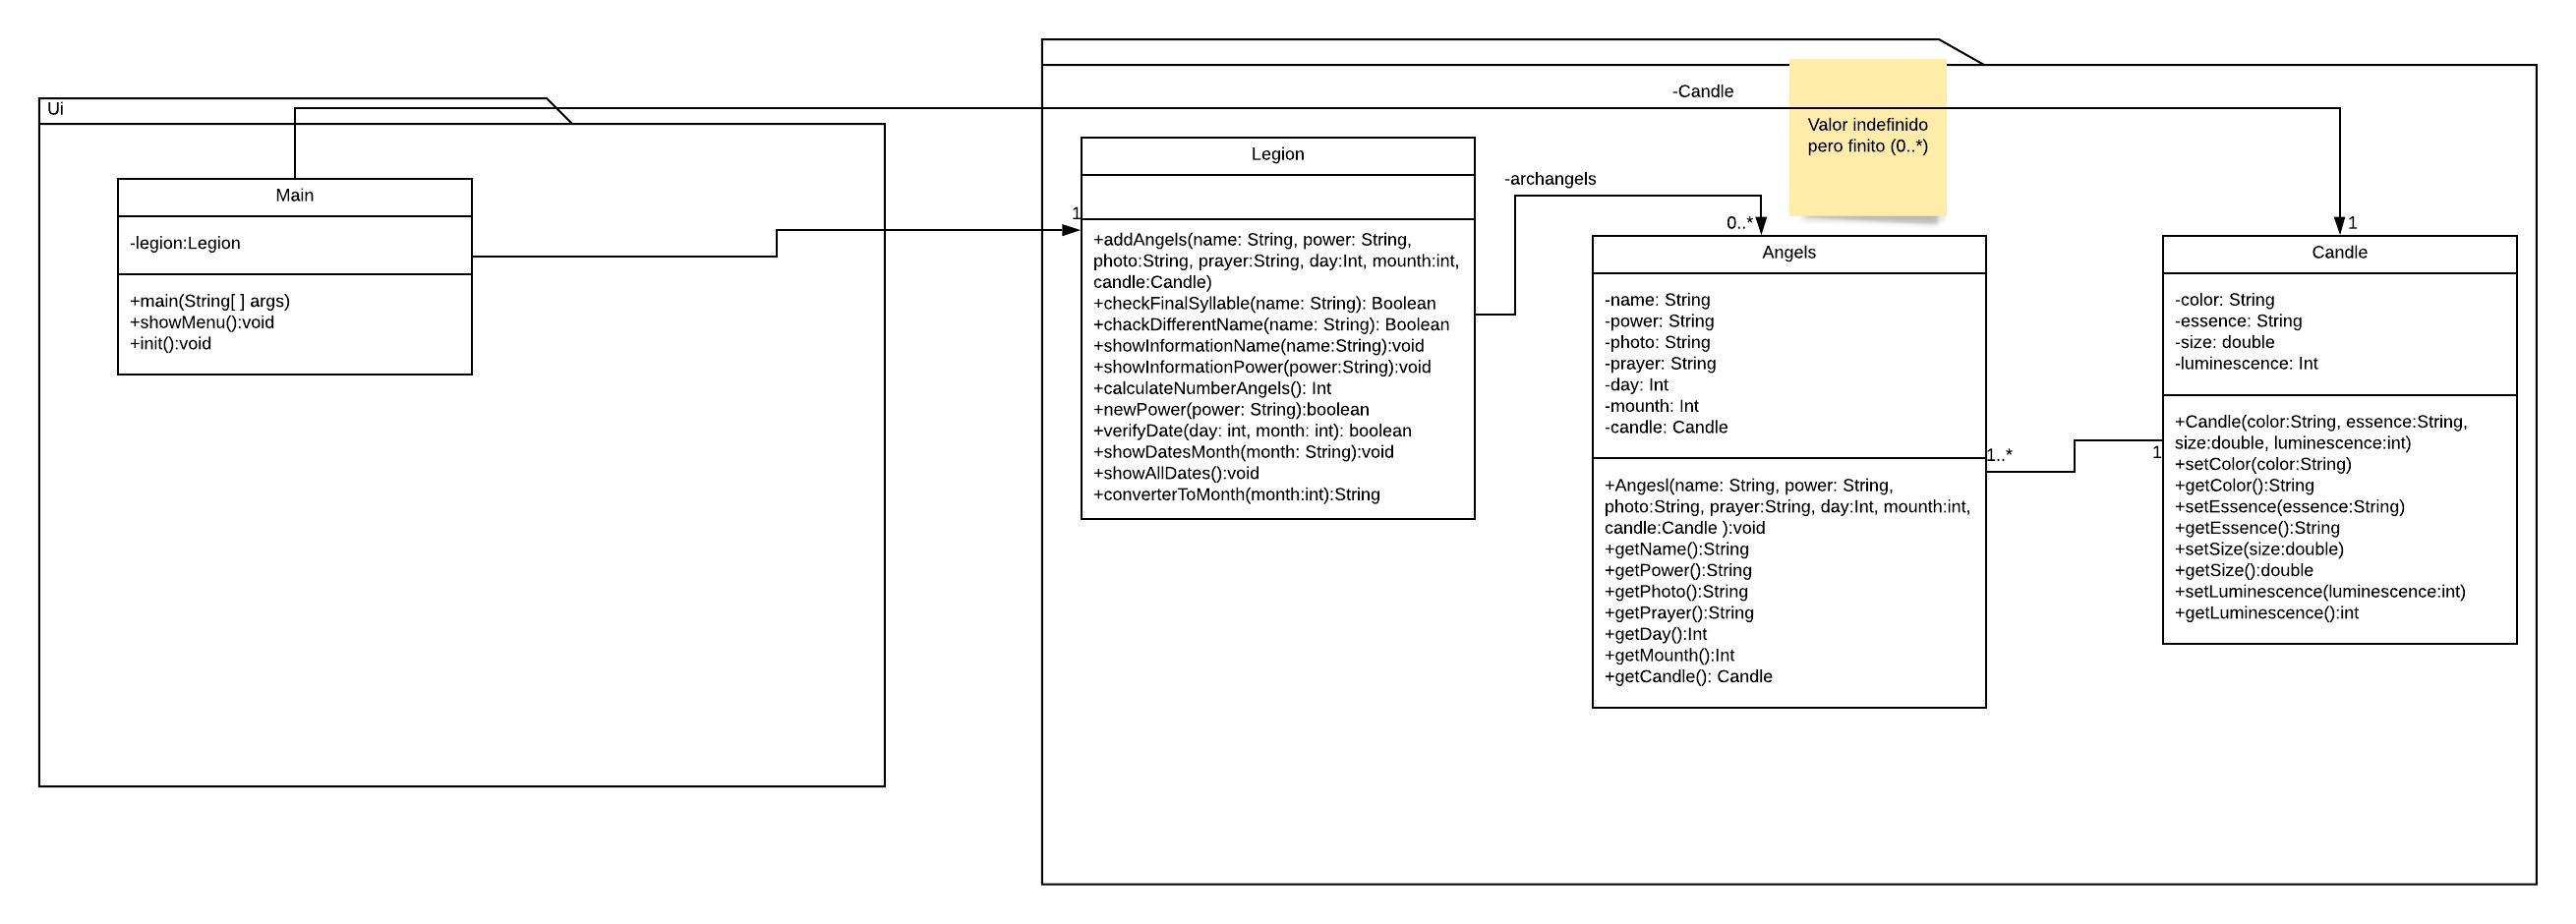 Ui
Main
-legion:Legion
+main(String[ ] args)
+showMenu():void
+init():void
-Candle
Valor indefinido
pero finito (0..*)
1
Legion
+addAngels(name: String, power: String,
photo:String, prayer:String, day:Int, mounth:int,
candle:Candle)
+checkFinalSyllable(name: String): Boolean
+chackDifferentName(name: String): Boolean
+showInformationName(name:String):void
+showInformationPower(power:String):void
+calculateNumberAngels(): Int
+newPower(power: String):boolean
+verifyDate(day: int, month: int): boolean
+showDatesMonth(month: String):void
+showAllDates():void
+converterToMonth(month:int):String
-archangels
0..*
Angels
-name: String
-power: String
-photo: String
-prayer: String
-day: Int
-mounth: Int
-candle: Candle
+Angesl(name: String, power: String,
photo:String, prayer:String, day:Int, mounth:int,
candle:Candle ):void
+getName():String
+getPower():String
+getPhoto():String
+getPrayer():String
+getDay():Int
+getMounth():Int
+getCandle(): Candle
1..*
1
1
Candle
-color: String
-essence: String
-size: double
-luminescence: Int
+Candle(color:String, essence:String,
size:double, luminescence:int)
+setColor(color:String)
+getColor():String
+setEssence(essence:String)
+getEssence():String
+setSize(size:double)
+getSize():double
+setLuminescence(luminescence:int)
+getLuminescence():int